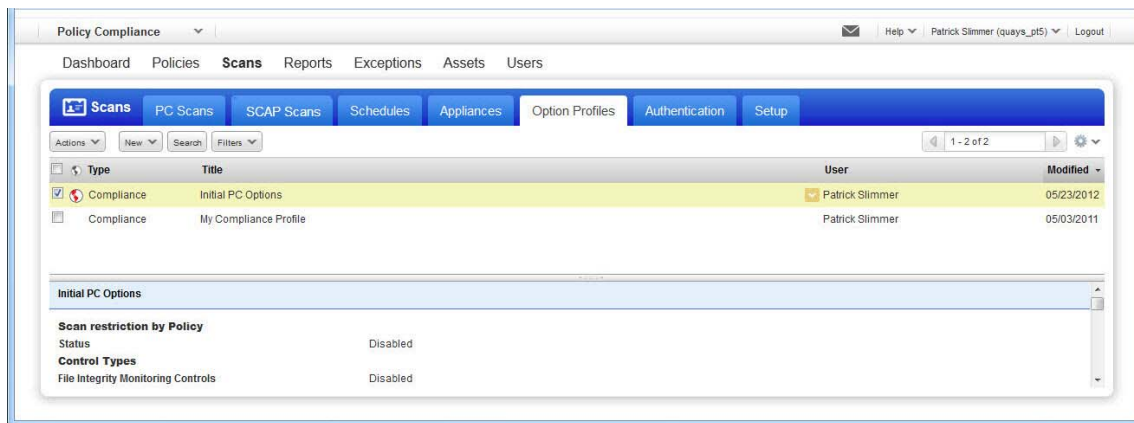 Policy Compliance Help Patrick Slimmer (quays_pt5) Logout
Dashboard Policies Scans Reports Exceptions Assets Users
Scans PC Scans SCAP Scans Schedules Appliances Option Profiles Authentication Setup
Actions New Search Filters 1 - 2 of 2
Type Title User Modified
Compliance Initial PC Options Patrick Slimmer 05/23/2012
Compliance My Compliance Profile Patrick Slimmer 05/03/2011
Initial PC Options
Scan restriction by Policy
Status Disabled
Control Types
File Integrity Monitoring Controls Disabled